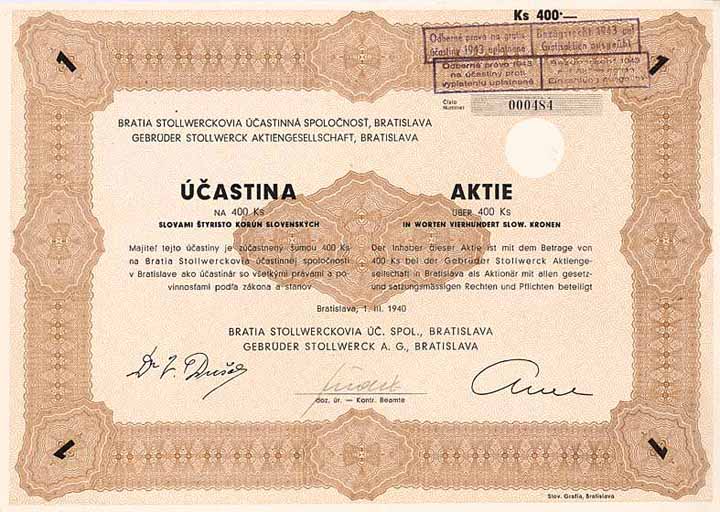 Ks 400·—
1
1
Odberné právo na gratis
účastiny 1943 uplatnené
Bezugsrecht 1943 auf
Gratisaktien ausgeübt
Odberné právo 1943
na účastiny proti
vyplateniu uplatnené
Bezugsrecht 1943
Číslo
Nummer
000484
BRATIA STOLLWERCKOVIA ÚČASTINNÁ SPOLOČNOSŤ, BRATISLAVA
GEBRÜDER STOLLWERCK AKTIENGESELLSCHAFT, BRATISLAVA
ÚČASTINA
NA 400 Ks
SLOVAMI ŠTYRISTO KORÚN SLOVENSKÝCH
Majiteľ tejto účastiny je zúčastnený sumou 400 Ks
na Bratia Stollwerckovia účastinnej spoločnosti
v Bratislave ako účastinár so všetkými právami a po-
vinnosťami podľa zákona a stanov
AKTIE
ÜBER 400 Ks
IN WORTEN VIERHUNDERT SLOW. KRONEN
Der Inhaber dieser Aktie ist mit dem Betrage von
400 Ks bei der Gebrüder Stollwerck Aktienge-
sellschaft in Bratislava als Aktionär mit allen gesetz-
und satzungsmässigen Rechten und Pflichten beteiligt
Bratislava, 1. III. 1940
BRATIA STOLLWERCKOVIA ÚČ. SPOL., BRATISLAVA
GEBRÜDER STOLLWERCK A. G., BRATISLAVA
doz. úr. — Kontr. Beamte
1
1
Slov. Grafia, Bratislava